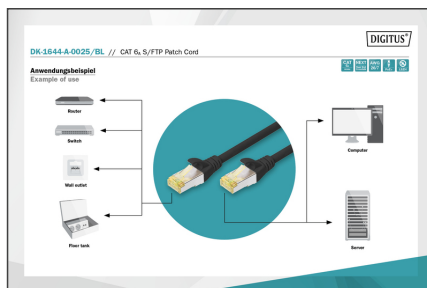 DIGITUS®
DK-1644-A-0025/BL // CAT 6A S/FTP Patch Cord
Anwendungsbeispiel
Example of use
CAT
Router
Switch
Wall outlet
Floor tank
Computer
Server